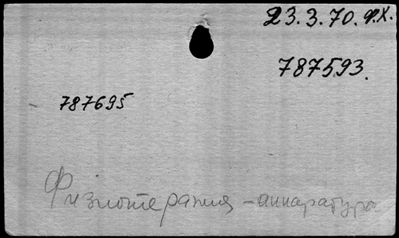 23.3.70. ф.х.
787593.
787695
Физиотерапия - аппаратура